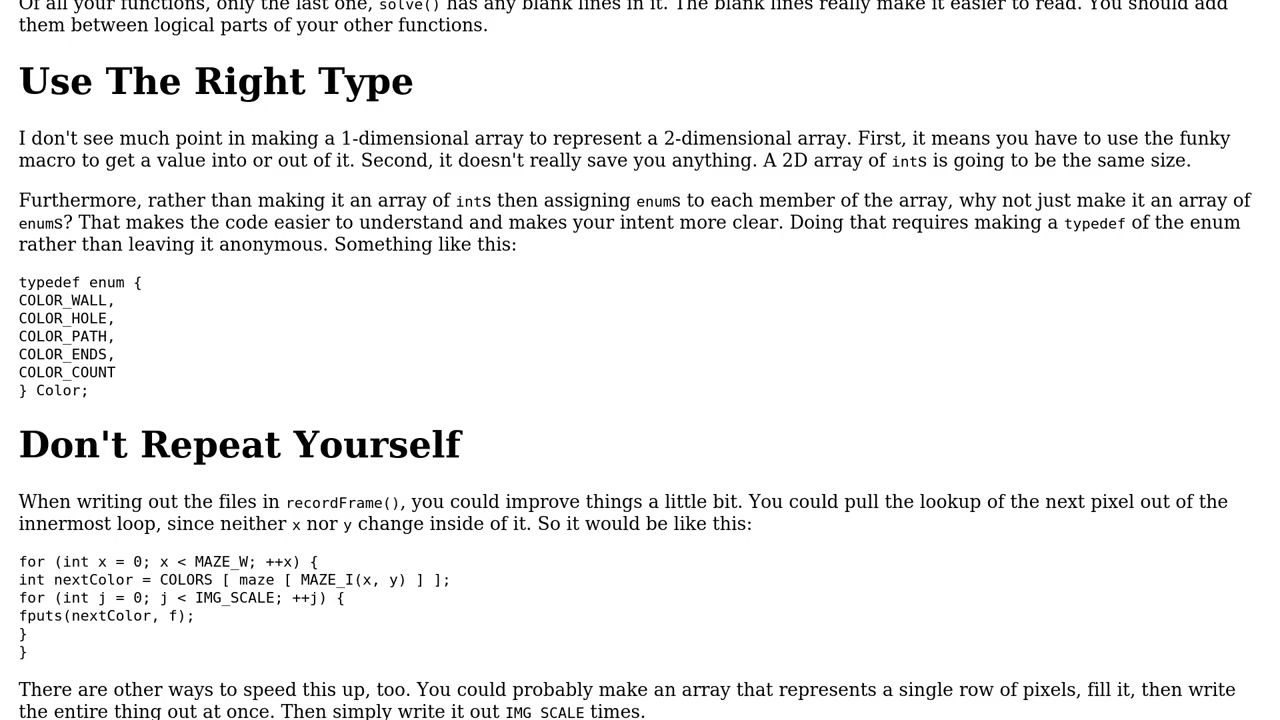 Of all your functions, only the last one, solve() has any blank lines in it. The blank lines really make it easier to read. You should add
them between logical parts of your other functions.
Use The Right Type
I don't see much point in making a 1-dimensional array to represent a 2-dimensional array. First, it means you have to use the funky
macro to get a value into or out of it. Second, it doesn't really save you anything. A 2D array of ints is going to be the same size.
Furthermore, rather than making it an array of ints then assigning enums to each member of the array, why not just make it an array of
enums? That makes the code easier to understand and makes your intent more clear. Doing that requires making a typedef of the enum
rather than leaving it anonymous. Something like this:
typedef enum {
COLOR_WALL,
COLOR_HOLE,
COLOR_PATH,
COLOR_ENDS,
COLOR_COUNT
} Color;
Don't Repeat Yourself
When writing out the files in recordFrame(), you could improve things a little bit. You could pull the lookup of the next pixel out of the
innermost loop, since neither x nor y change inside of it. So it would be like this:
for (int x = 0; x < MAZE_W; ++x) {
int nextColor = COLORS [ maze [ MAZE_I(x, y) ] ];
for (int j = 0; j < IMG_SCALE; ++j) {
fputs(nextColor, f);
}
}
There are other ways to speed this up, too. You could probably make an array that represents a single row of pixels, fill it, then write
the entire thing out at once. Then simply write it out IMG_SCALE times.